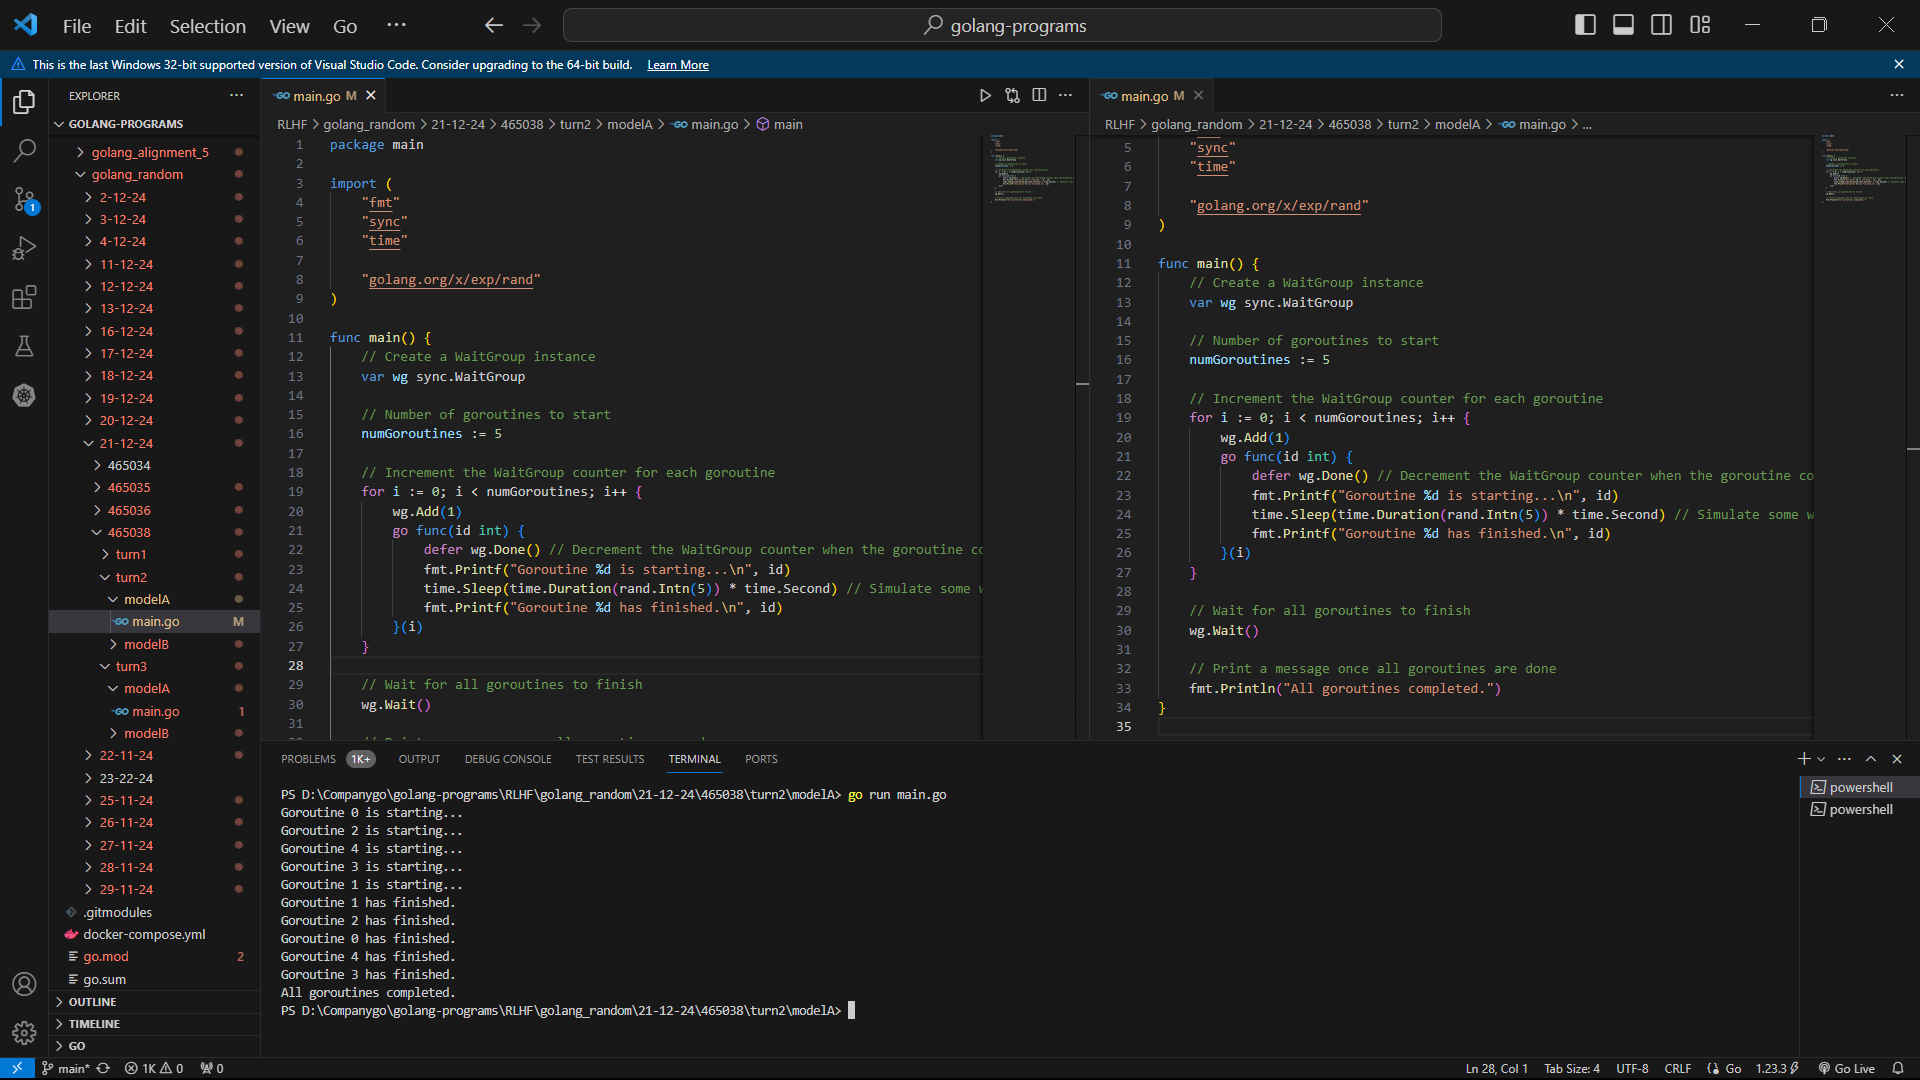 File Edit Selection View Go ··· golang-programs
This is the last Windows 32-bit supported version of Visual Studio Code. Consider upgrading to the 64-bit build. Learn More
EXPLORER
GOLANG-PROGRAMS
golang_alignment_5
golang_random
2-12-24
3-12-24
4-12-24
11-12-24
12-12-24
13-12-24
16-12-24
17-12-24
18-12-24
19-12-24
20-12-24
21-12-24
465034
465035
465036
465038
turn1
turn2
modelA
main.go M
modelB
turn3
modelA
main.go 1
modelB
22-11-24
23-22-24
25-11-24
26-11-24
27-11-24
28-11-24
29-11-24
.gitmodules
docker-compose.yml
go.mod 2
go.sum
OUTLINE
TIMELINE
GO
main.go M
RLHF > golang_random > 21-12-24 > 465038 > turn2 > modelA > main.go > main
1 package main
2
3 import (
4 "fmt"
5 "sync"
6 "time"
7
8 "golang.org/x/exp/rand"
9 )
10
11 func main() {
12 // Create a WaitGroup instance
13 var wg sync.WaitGroup
14
15 // Number of goroutines to start
16 numGoroutines := 5
17
18 // Increment the WaitGroup counter for each goroutine
19 for i := 0; i < numGoroutines; i++ {
20 wg.Add(1)
21 go func(id int) {
22 defer wg.Done() // Decrement the WaitGroup counter when the goroutine co
23 fmt.Printf("Goroutine %d is starting...\n", id)
24 time.Sleep(time.Duration(rand.Intn(5)) * time.Second) // Simulate some w
25 fmt.Printf("Goroutine %d has finished.\n", id)
26 }(i)
27 }
28
29 // Wait for all goroutines to finish
30 wg.Wait()
31
main.go M
RLHF > golang_random > 21-12-24 > 465038 > turn2 > modelA > main.go > ...
5 "sync"
6 "time"
7
8 "golang.org/x/exp/rand"
9 )
10
11 func main() {
12 // Create a WaitGroup instance
13 var wg sync.WaitGroup
14
15 // Number of goroutines to start
16 numGoroutines := 5
17
18 // Increment the WaitGroup counter for each goroutine
19 for i := 0; i < numGoroutines; i++ {
20 wg.Add(1)
21 go func(id int) {
22 defer wg.Done() // Decrement the WaitGroup counter when the goroutine co
23 fmt.Printf("Goroutine %d is starting...\n", id)
24 time.Sleep(time.Duration(rand.Intn(5)) * time.Second) // Simulate some w
25 fmt.Printf("Goroutine %d has finished.\n", id)
26 }(i)
27 }
28
29 // Wait for all goroutines to finish
30 wg.Wait()
31
32 // Print a message once all goroutines are done
33 fmt.Println("All goroutines completed.")
34 }
35
PROBLEMS 1K+ OUTPUT DEBUG CONSOLE TEST RESULTS TERMINAL PORTS
PS D:\Companygo\golang-programs\RLHF\golang_random\21-12-24\465038\turn2\modelA> go run main.go
Goroutine 0 is starting...
Goroutine 2 is starting...
Goroutine 4 is starting...
Goroutine 3 is starting...
Goroutine 1 is starting...
Goroutine 1 has finished.
Goroutine 2 has finished.
Goroutine 0 has finished.
Goroutine 4 has finished.
Goroutine 3 has finished.
All goroutines completed.
PS D:\Companygo\golang-programs\RLHF\golang_random\21-12-24\465038\turn2\modelA>
powershell
powershell
main* 1K 0 0 Ln 28, Col 1 Tab Size: 4 UTF-8 CRLF Go 1.23.3 Go Live